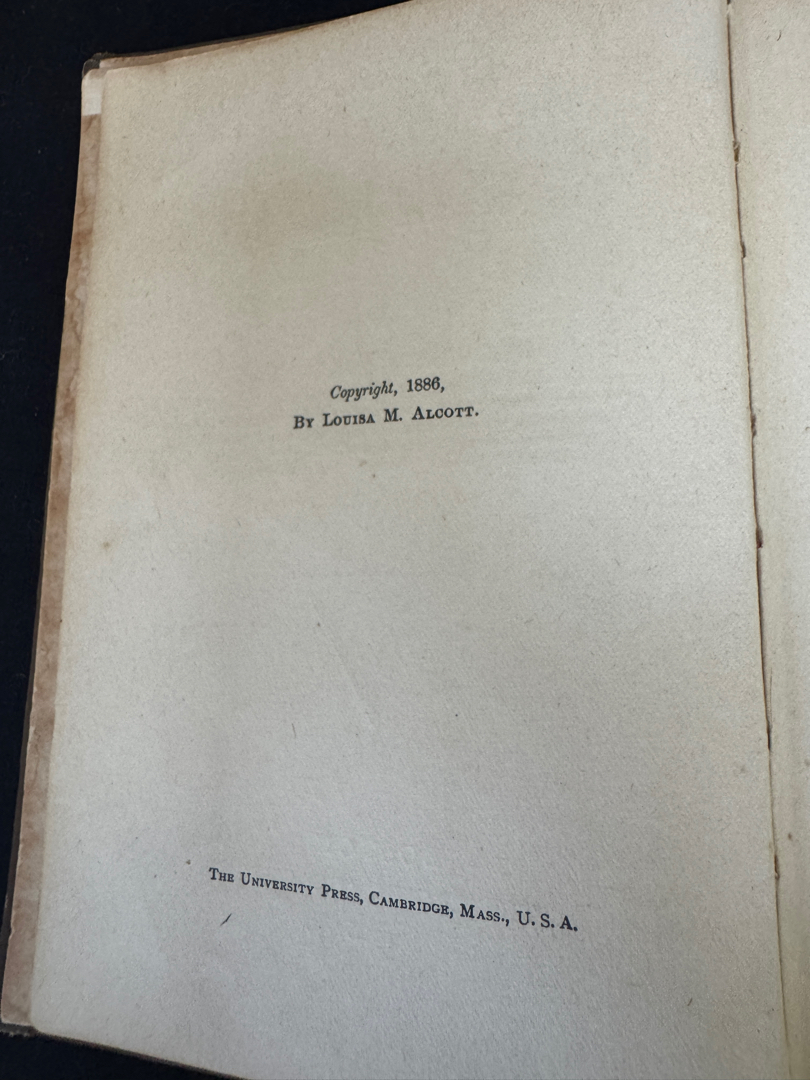 Copyright, 1886,
By Louisa M. Alcott.
The University Press, Cambridge, Mass., U. S. A.